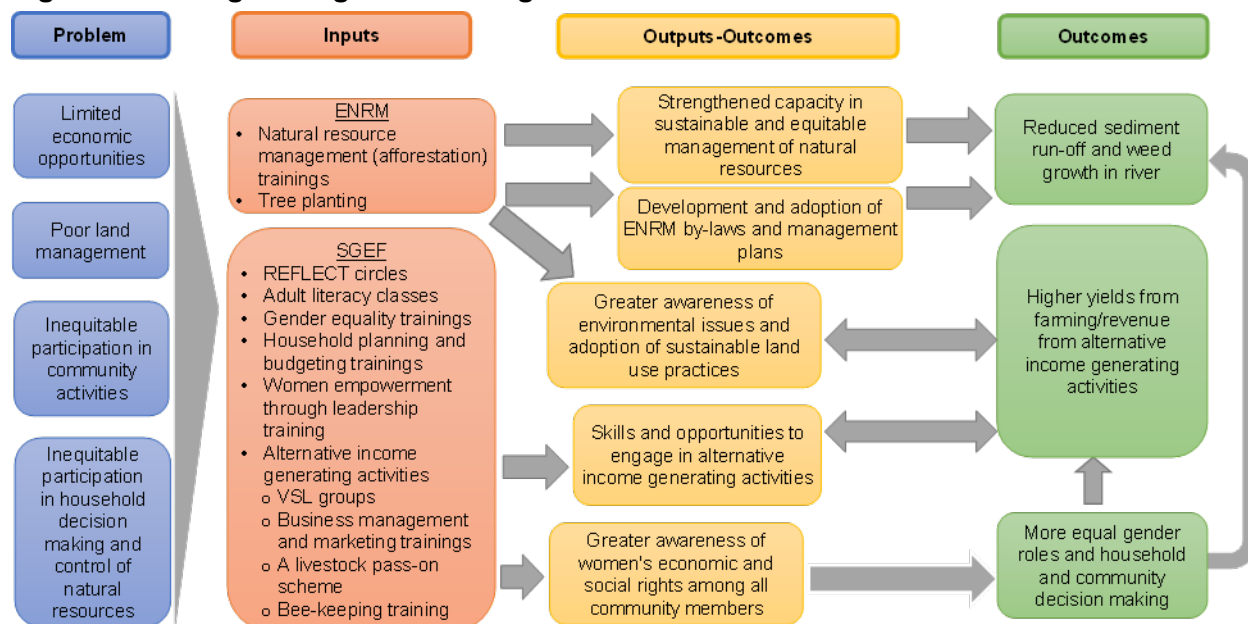 Problem
Inputs
Outputs-Outcomes
Outcomes
Limited
economic
opportunities
Poor land
management
Inequitable
participation in
community
activities
Inequitable
participation
in household
decision
making and
control of
natural
resources
ENRM
• Natural resource
management (afforestation)
trainings
• Tree planting
SGEF
• REFLECT circles
• Adult literacy classes
• Gender equality trainings
• Household planning and
budgeting trainings
• Women empowerment
through leadership
training
• Alternative income
generating activities
o VSL groups
o Business management
and marketing trainings
o A livestock pass-on
scheme
o Bee-keeping training
Strengthened capacity in
sustainable and equitable
management of natural
resources
Development and adoption of
ENRM by-laws and management
plans
Greater awareness of
environmental issues and
adoption of sustainable land
use practices
Skills and opportunities to
engage in alternative
income generating activities
Greater awareness of
women's economic and
social rights among all
community members
Reduced sediment
run-off and weed
growth in river
Higher yields from
farming/revenue
from alternative
income generating
activities
More equal gender
roles and household
and community
decision making